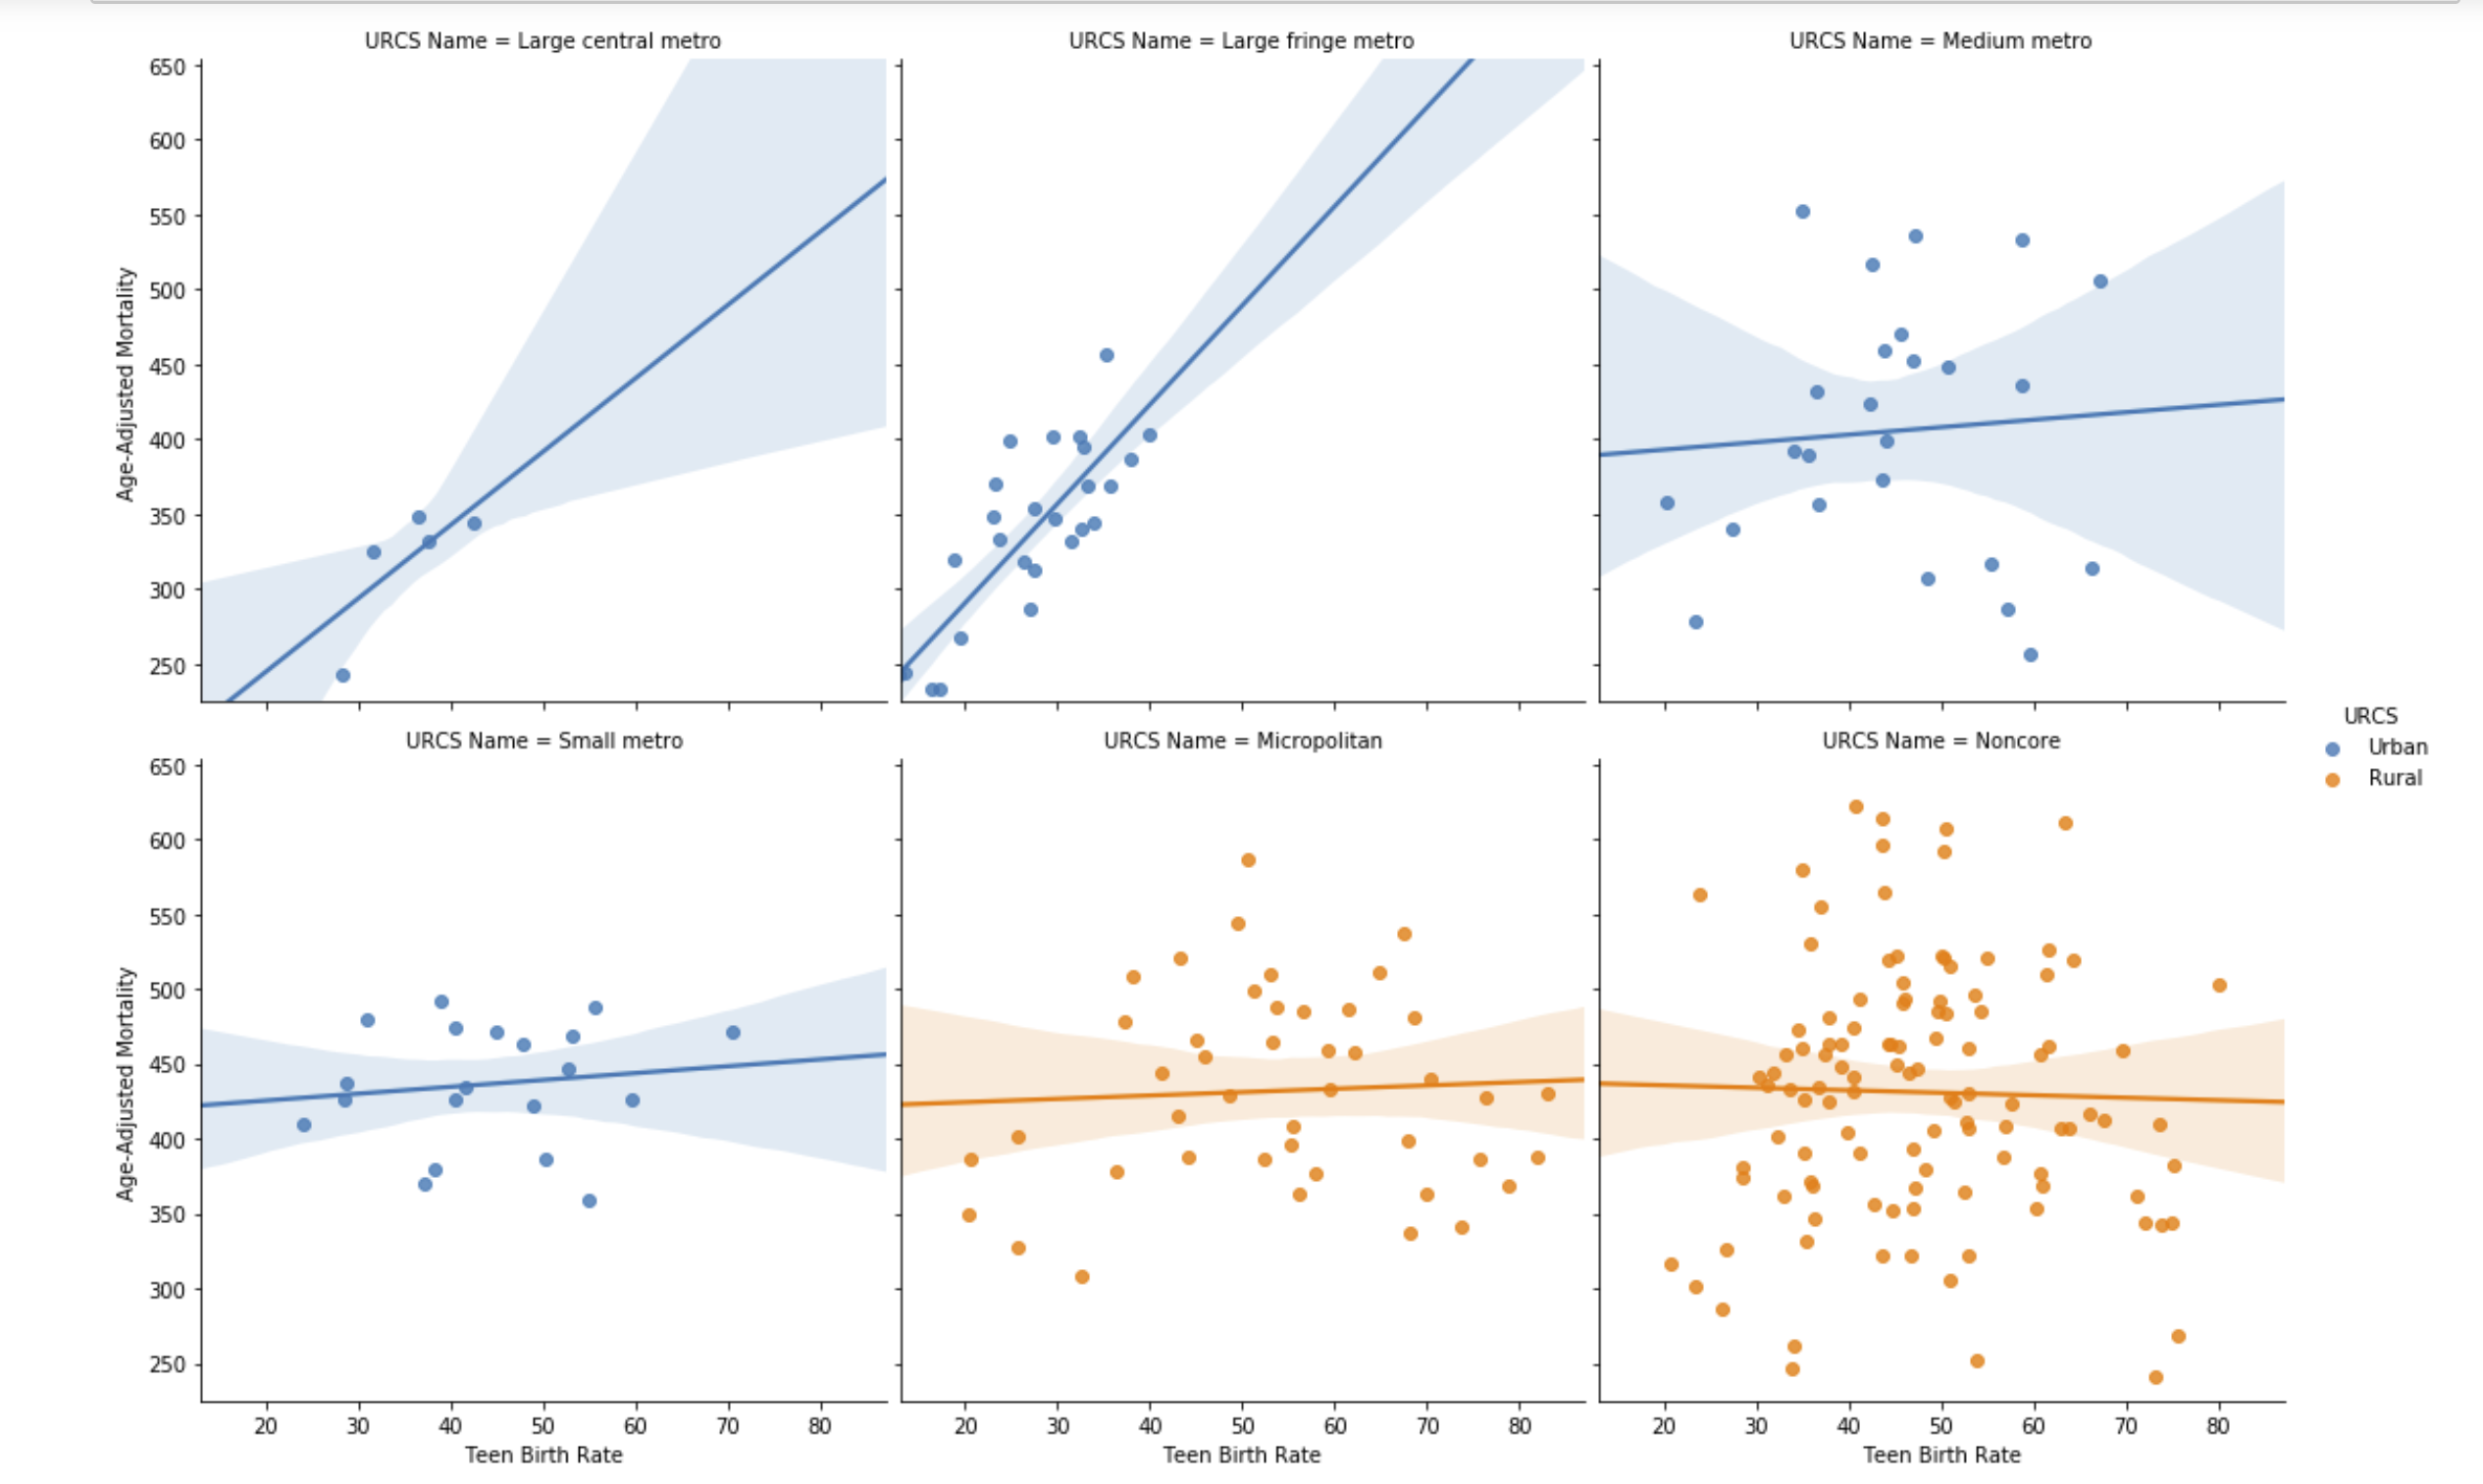 URCS Name = Large central metro
URCS Name = Large fringe metro
URCS Name = Medium metro
650
600
550
500
450
400
350
300
250
Age-Adjusted Mortality
URCS Name = Small metro
URCS Name = Micropolitan
URCS Name = Noncore
URCS
Urban
Rural
650
600
550
500
450
400
350
300
250
Age-Adjusted Mortality
20 30 40 50 60 70 80
20 30 40 50 60 70 80
20 30 40 50 60 70 80
Teen Birth Rate
Teen Birth Rate
Teen Birth Rate